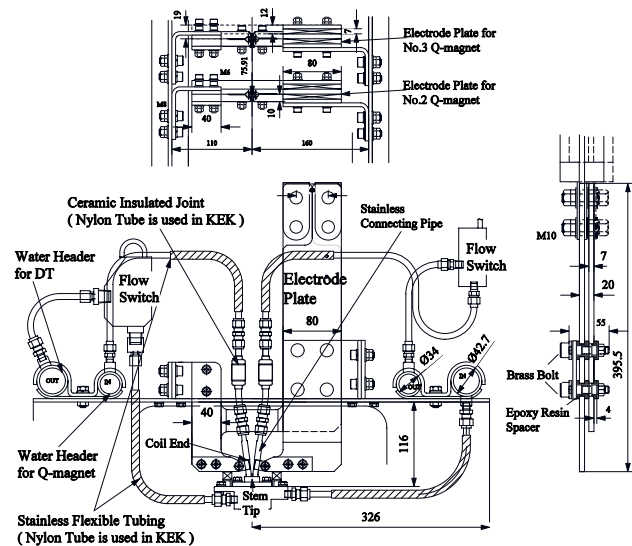 19
12
7
Electrode Plate for
No.3 Q-magnet
M6
75.91
80
Electrode Plate for
No.2 Q-magnet
M8
40
10
110
160
Ceramic Insulated Joint
( Nylon Tube is used in KEK )
Stainless
Connecting Pipe
Water Header
for DT
Flow
Switch
Flow
Switch
Electrode
Plate
80
M10
7
20
55
395.5
Ø34
Ø42.7
OUT
IN
OUT
IN
Brass Bolt
40
Epoxy Resin
Spacer
4
Coil End
116
Water Header
for Q-magnet
Stem
Tip
326
Stainless Flexible Tubing
( Nylon Tube is used in KEK )